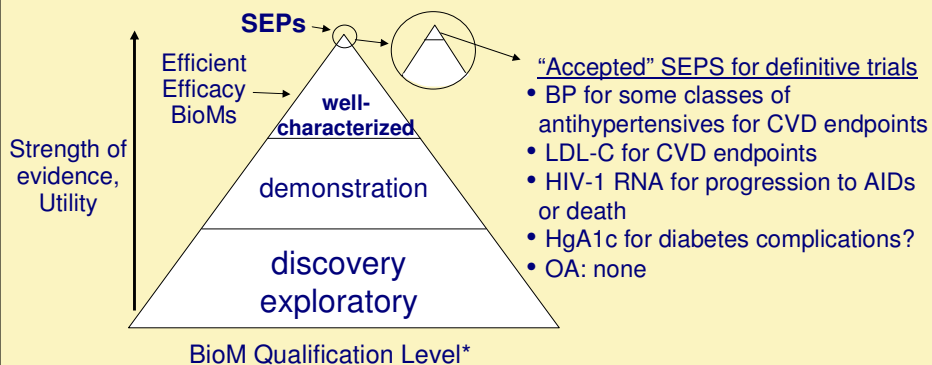 SEPs
Efficient
Efficacy
BioMs
well-
characterized
Strength of
evidence,
Utility
demonstration
discovery
exploratory
BioM Qualification Level*
“Accepted” SEPS for definitive trials
• BP for some classes of
antihypertensives for CVD endpoints
• LDL-C for CVD endpoints
• HIV-1 RNA for progression to AIDs
or death
• HgA1c for diabetes complications?
• OA: none